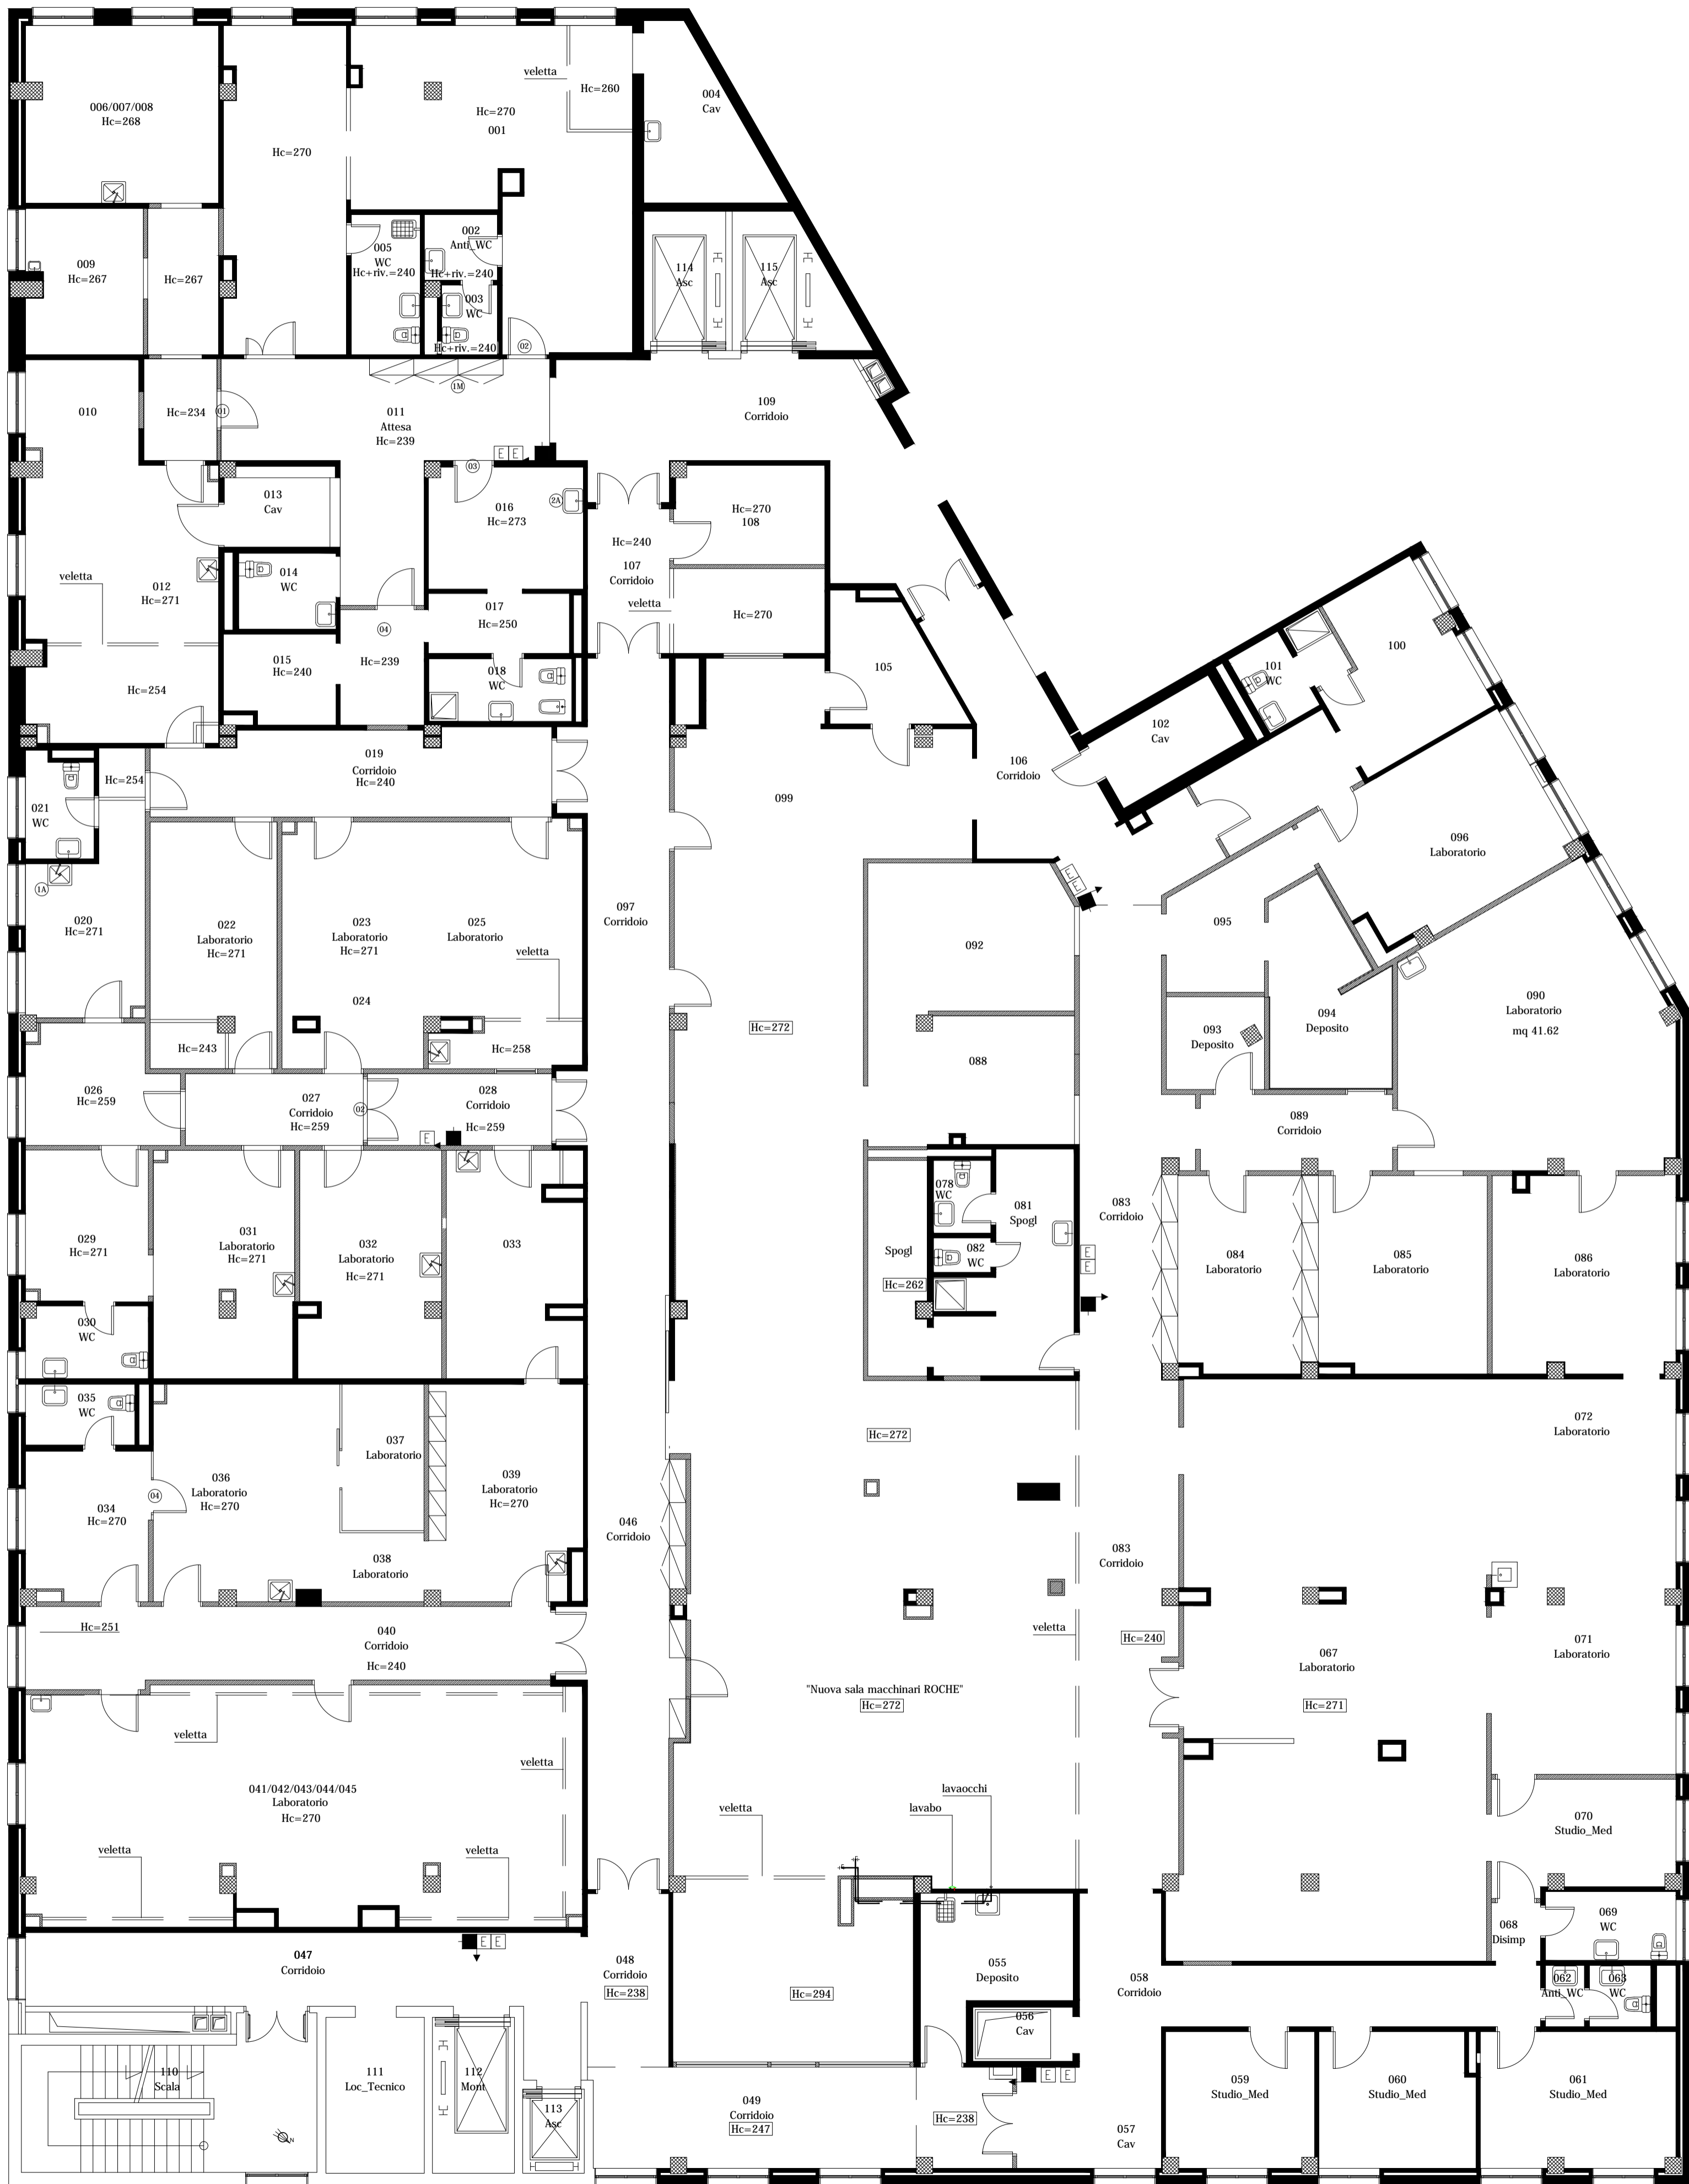 veletta
Hc=260
004
Cav
006/007/008
Hc=268
Hc=270
001
Hc=270
002
Anti_WC
005
WC
Hc+riv.=240
Hc+riv.=240
009
Hc=267
Hc=267
114
Asc
115
Asc
003
WC
Hc+riv.=240
02
1M
010
Hc=234
01
011
Attesa
Hc=239
109
Corridoio
E
E
03
013
Cav
016
Hc=273
2A
Hc=270
108
Hc=240
107
Corridoio
014
WC
veletta
012
Hc=271
017
Hc=250
veletta
Hc=270
04
015
Hc=240
Hc=239
018
WC
Hc=254
105
100
101
WC
102
Cav
106
Corridoio
019
Corridoio
Hc=240
Hc=254
021
WC
099
096
Laboratorio
1A
E
E
020
Hc=271
022
Laboratorio
Hc=271
023
Laboratorio
Hc=271
025
Laboratorio
veletta
097
Corridoio
095
092
024
090
Laboratorio
mq 41.62
094
Deposito
093
Deposito
Hc=272
Hc=243
Hc=258
088
026
Hc=259
027
Corridoio
Hc=259
02
028
Corridoio
Hc=259
E
089
Corridoio
078
WC
081
Spogl
083
Corridoio
029
Hc=271
031
Laboratorio
Hc=271
032
Laboratorio
Hc=271
033
Spogl
Hc=262
082
WC
E
E
084
Laboratorio
085
Laboratorio
086
Laboratorio
030
WC
035
WC
Hc=272
072
Laboratorio
037
Laboratorio
036
Laboratorio
Hc=270
039
Laboratorio
Hc=270
04
034
Hc=270
046
Corridoio
038
Laboratorio
083
Corridoio
Hc=251
040
Corridoio
Hc=240
veletta
Hc=240
067
Laboratorio
Hc=271
071
Laboratorio
"Nuova sala macchinari ROCHE"
Hc=272
veletta
veletta
041/042/043/044/045
Laboratorio
Hc=270
lavaocchi
lavabo
veletta
070
Studio_Med
veletta
veletta
069
WC
068
Disimp
E
E
047
Corridoio
048
Corridoio
Hc=238
055
Deposito
Hc=294
058
Corridoio
062
Anti_WC
063
WC
056
Cav
110
Scala
111
Loc_Tecnico
112
Mont
113
Asc
E
E
059
Studio_Med
060
Studio_Med
061
Studio_Med
049
Corridoio
Hc=247
Hc=238
057
Cav
N